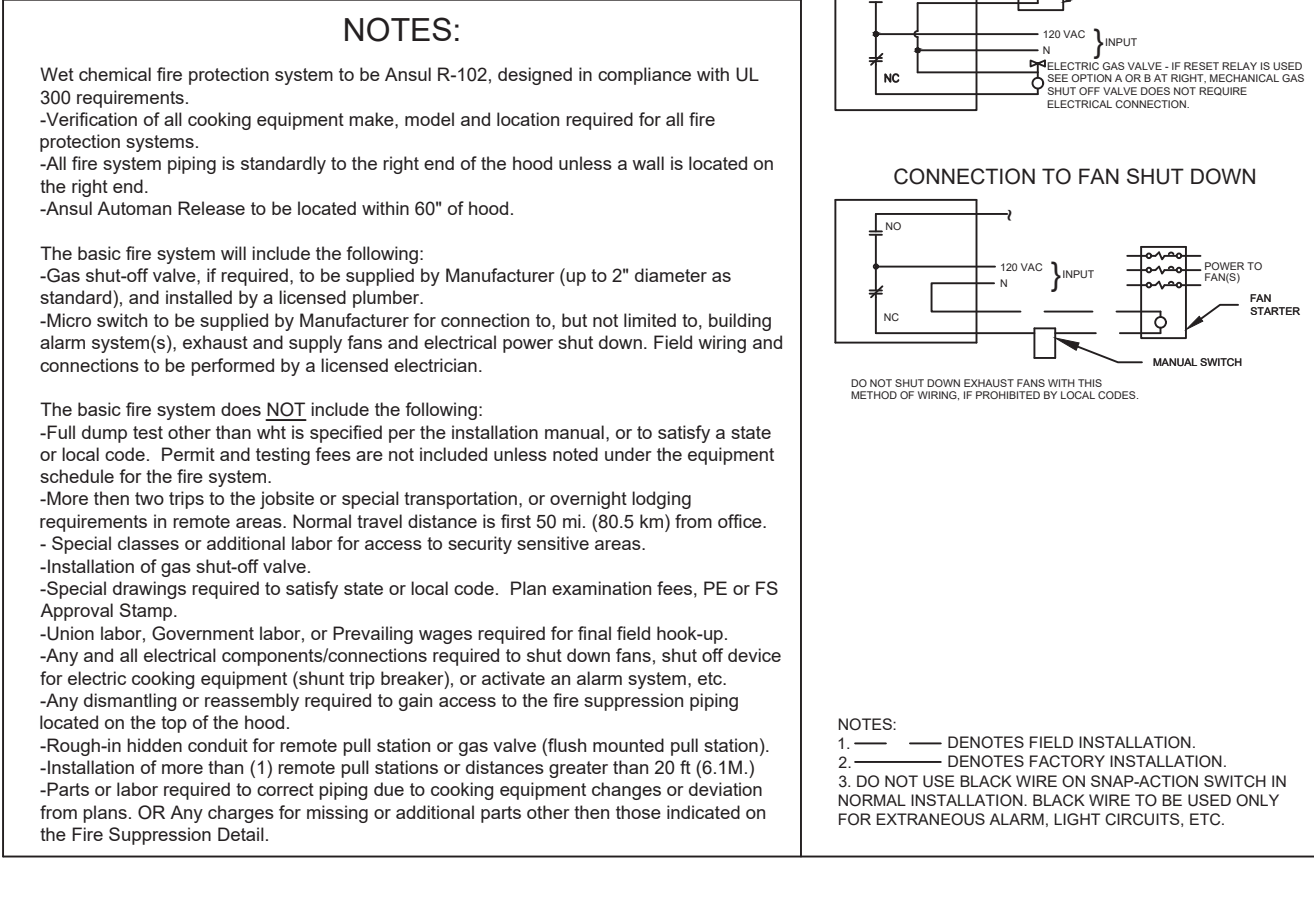 NOTES:
Wet chemical fire protection system to be Ansul R-102, designed in compliance with UL
300 requirements.
-Verification of all cooking equipment make, model and location required for all fire
protection systems.
-All fire system piping is standardly to the right end of the hood unless a wall is located on
the right end.
-Ansul Automan Release to be located within 60" of hood.
The basic fire system will include the following:
-Gas shut-off valve, if required, to be supplied by Manufacturer (up to 2" diameter as
standard), and installed by a licensed plumber.
-Micro switch to be supplied by Manufacturer for connection to, but not limited to, building
alarm system(s), exhaust and supply fans and electrical power shut down. Field wiring and
connections to be performed by a licensed electrician.
The basic fire system does NOT include the following:
-Full dump test other than wht is specified per the installation manual, or to satisfy a state
or local code. Permit and testing fees are not included unless noted under the equipment
schedule for the fire system.
-More then two trips to the jobsite or special transportation, or overnight lodging
requirements in remote areas. Normal travel distance is first 50 mi. (80.5 km) from office.
- Special classes or additional labor for access to security sensitive areas.
-Installation of gas shut-off valve.
-Special drawings required to satisfy state or local code. Plan examination fees, PE or FS
Approval Stamp.
-Union labor, Government labor, or Prevailing wages required for final field hook-up.
-Any and all electrical components/connections required to shut down fans, shut off device
for electric cooking equipment (shunt trip breaker), or activate an alarm system, etc.
-Any dismantling or reassembly required to gain access to the fire suppression piping
located on the top of the hood.
-Rough-in hidden conduit for remote pull station or gas valve (flush mounted pull station).
-Installation of more than (1) remote pull stations or distances greater than 20 ft (6.1M.)
-Parts or labor required to correct piping due to cooking equipment changes or deviation
from plans. OR Any charges for missing or additional parts other then those indicated on
the Fire Suppression Detail.
120 VAC
N
INPUT
NC
ELECTRIC GAS VALVE - IF RESET RELAY IS USED
SEE OPTION A OR B AT RIGHT, MECHANICAL GAS
SHUT OFF VALVE DOES NOT REQUIRE
ELECTRICAL CONNECTION.
CONNECTION TO FAN SHUT DOWN
NO
120 VAC
N
INPUT
NC
POWER TO
FAN(S)
FAN
STARTER
MANUAL SWITCH
DO NOT SHUT DOWN EXHAUST FANS WITH THIS
METHOD OF WIRING, IF PROHIBITED BY LOCAL CODES.
NOTES:
1. DENOTES FIELD INSTALLATION.
2. DENOTES FACTORY INSTALLATION.
3. DO NOT USE BLACK WIRE ON SNAP-ACTION SWITCH IN
NORMAL INSTALLATION. BLACK WIRE TO BE USED ONLY
FOR EXTRANEOUS ALARM, LIGHT CIRCUITS, ETC.